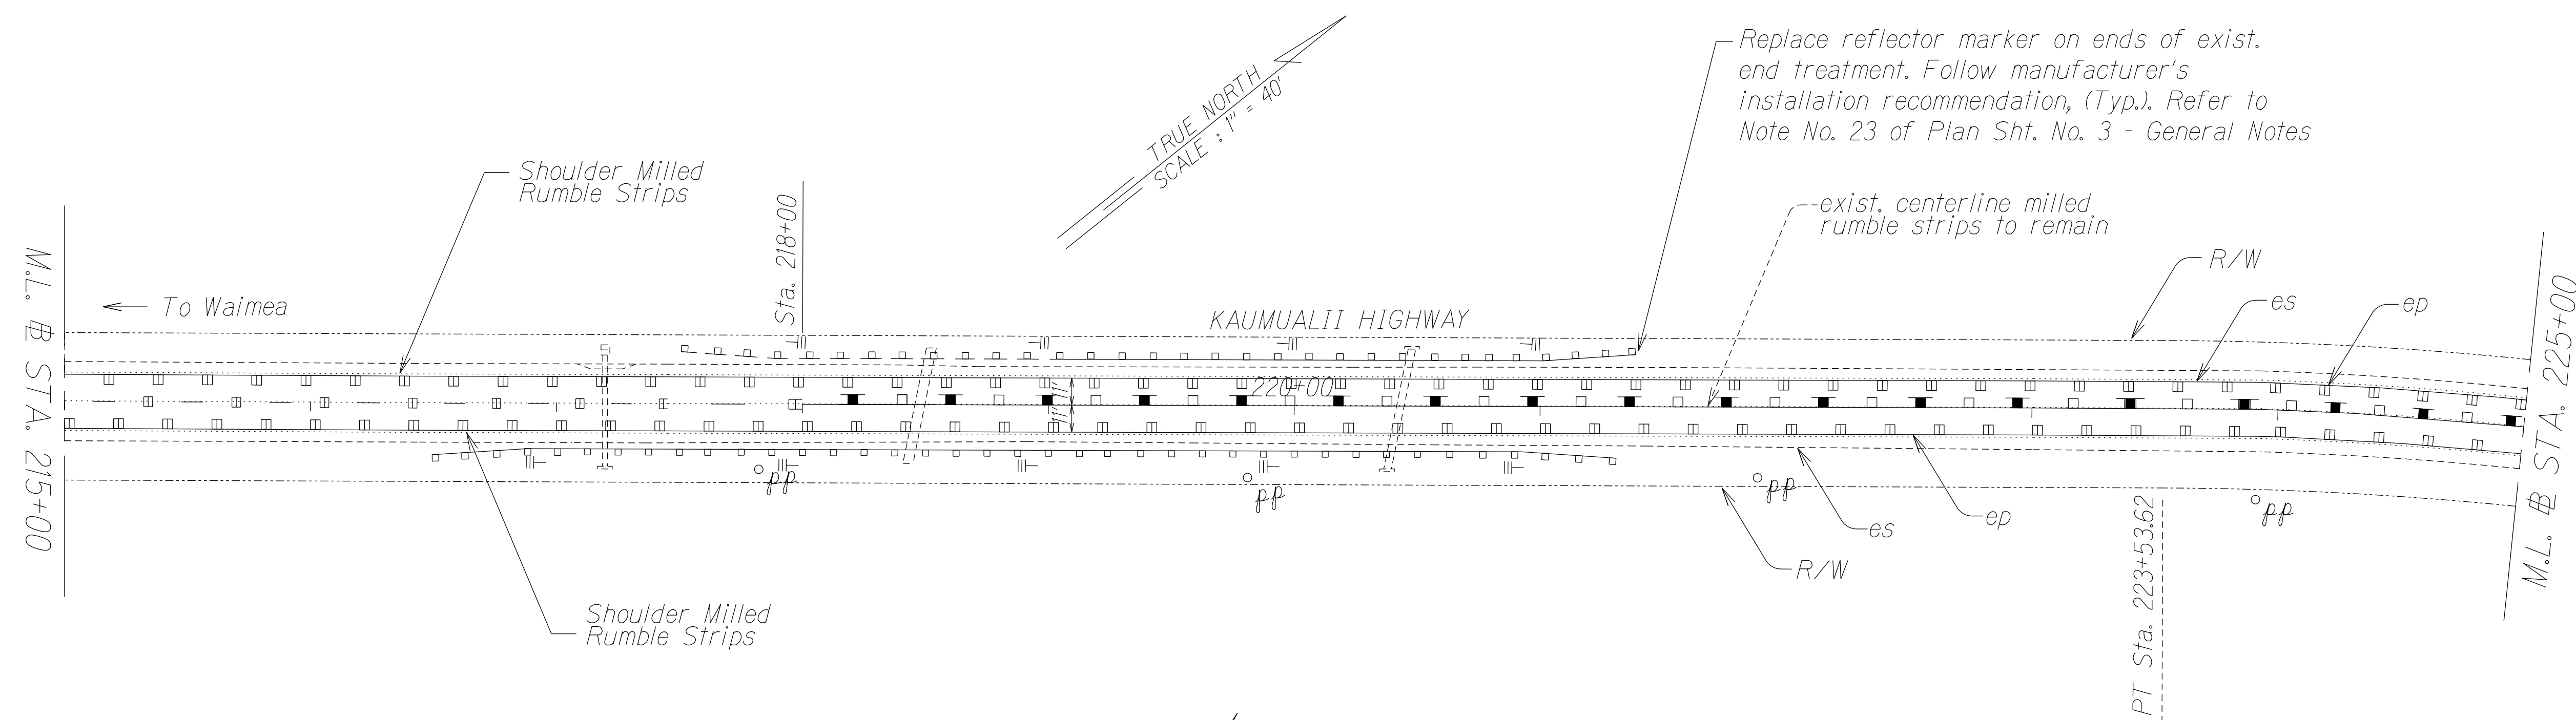 Replace reflector marker on ends of exist.
end treatment. Follow manufacturer's
installation recommendation, (Typ.). Refer to
Note No. 23 of Plan Sht. No. 3 - General Notes
TRUE NORTH
SCALE : 1" = 40'
Shoulder Milled
Rumble Strips
Sta. 218+00
exist. centerline milled
rumble strips to remain
R/W
es
ep
M.L. B STA. 215+00
To Waimea
KAUMUALII HIGHWAY
M.L. B STA. 225+00
220+00
11'
11'
pp
pp
pp
pp
es
ep
R/W
PT Sta. 223+53.62
Shoulder Milled
Rumble Strips